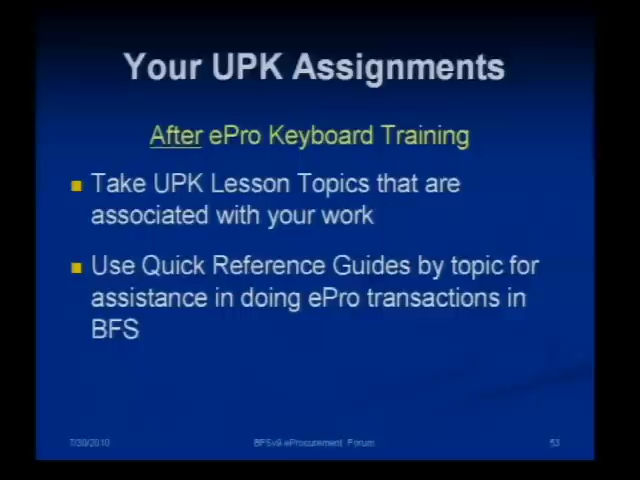 Your UPK Assignments
After ePro Keyboard Training
Take UPK Lesson Topics that are
associated with your work
Use Quick Reference Guides by topic for
assistance in doing ePro transactions in
BFS
7/30/2010
BFSv9 eProcurement Forum
53